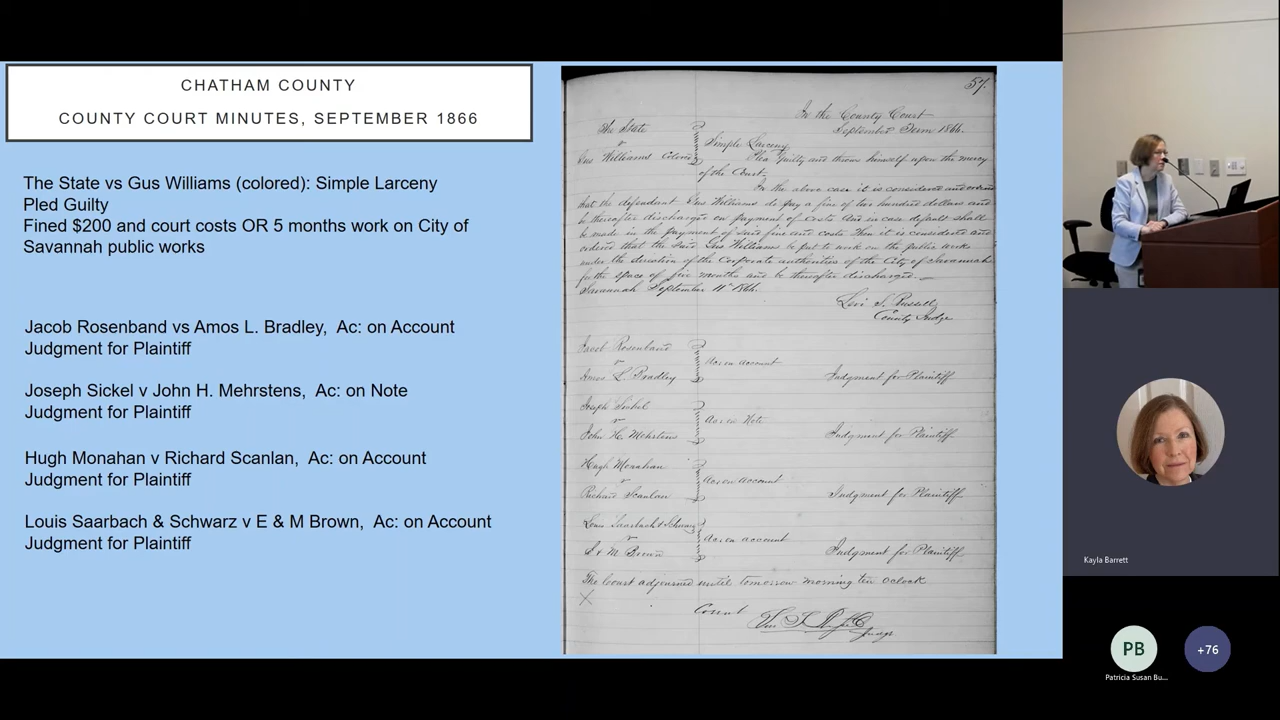 CHATHAM COUNTY
COUNTY COURT MINUTES, SEPTEMBER 1866
The State vs Gus Williams (colored): Simple Larceny
Pled Guilty
Fined $200 and court costs OR 5 months work on City of
Savannah public works
Jacob Rosenband vs Amos L. Bradley, Ac: on Account
Judgment for Plaintiff
Joseph Sickel v John H. Mehrstens, Ac: on Note
Judgment for Plaintiff
Hugh Monahan v Richard Scanlan, Ac: on Account
Judgment for Plaintiff
Louis Saarbach & Schwarz v E & M Brown, Ac: on Account
Judgment for Plaintiff
57.
In the County Court
September Term 1866.
The State
v
Gus Williams Colored
Simple Larceny
Plea Guilty and throws himself upon the mercy
of the Court.
In the above case it is considered and ordered
that the defendant Gus Williams do pay a fine of two hundred dollars and
be thereafter discharged on payment of costs And in case default shall
be made in the payment of said fine and costs then it is considered and
ordered that the said Gus Williams be put to work on the public works
under the direction of the Corporate authorities of the City of Savannah
for the space of five months and be thereafter discharged.
Savannah September 11th 1866.
Levi S. Russell
County Judge
Jacob Rosenband
v
Amos L. Bradley
Ac: on account
Judgment for Plaintiff
Joseph Sickel
v
John H. Mehrstens
Ac: on Note
Judgment for Plaintiff
Hugh Monahan
v
Richard Scanlan
Ac: on account
Judgment for Plaintiff
Louis Saarbach & Schwarz
v
E & M Brown
Ac: on account
Judgment for Plaintiff
The Court adjourned until tomorrow morning ten oclock
X
Court
Judge
Kayla Barrett
PB
+76
Patricia Susan Bu...